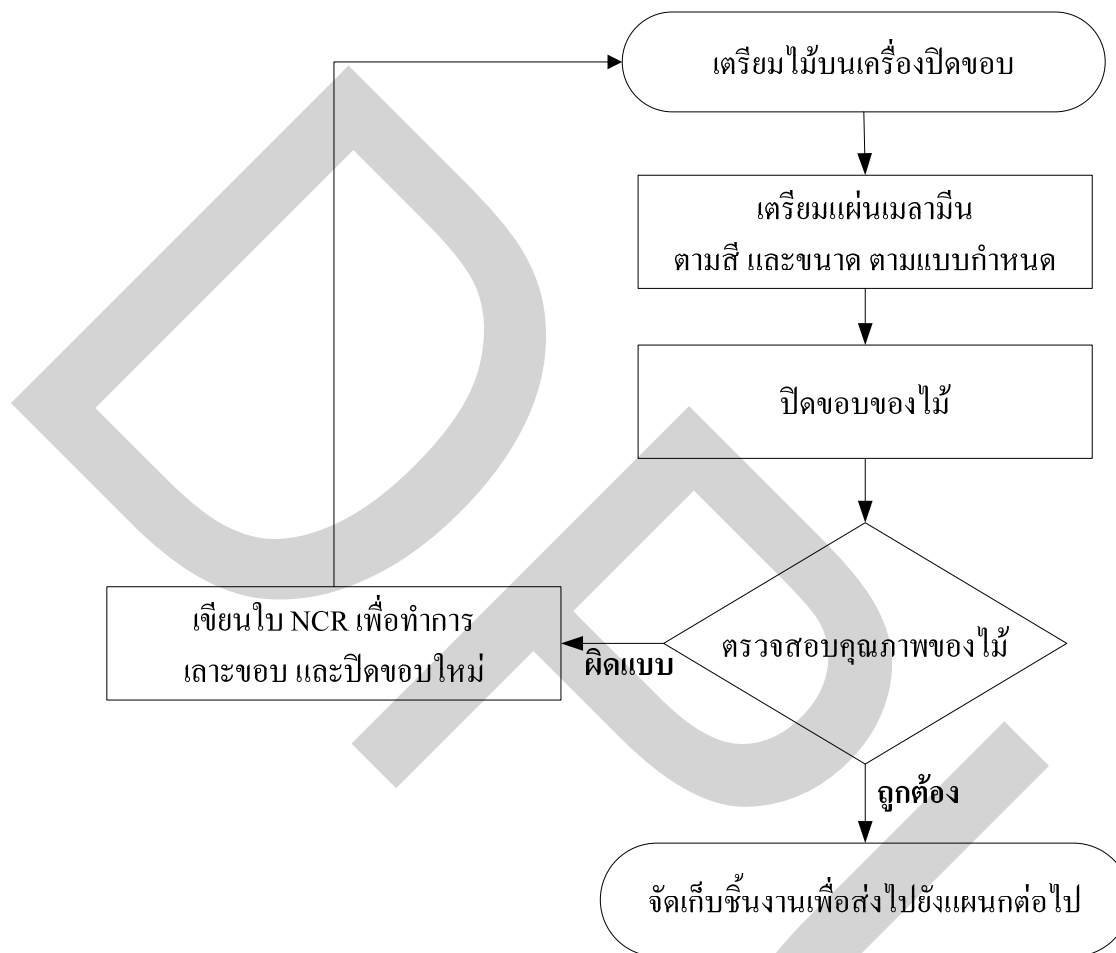 เตรียมไม้บนเครื่องปิดขอบ
เตรียมแผ่นเมลามีน
ตามสี และขนาด ตามแบบกำหนด
ปิดขอบของไม้
ตรวจสอบคุณภาพของไม้
ผิดแบบ
เขียนใบ NCR เพื่อทำการ
เลาะขอบ และปิดขอบใหม่
ถูกต้อง
จัดเก็บชิ้นงานเพื่อส่งไปยังแผนกต่อไป